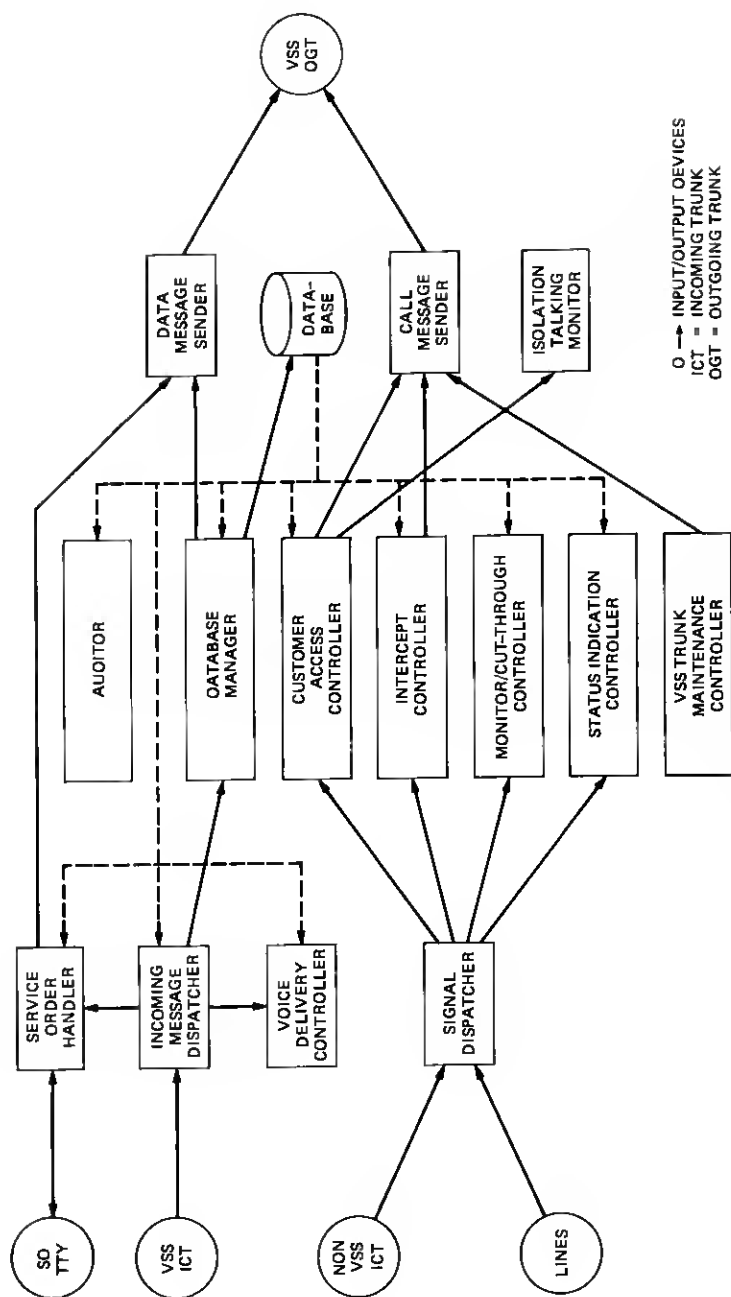 SO
TTY
VSS
ICT
NON
VSS
ICT
LINES
SERVICE
ORDER
HANDLER
INCOMING
MESSAGE
DISPATCHER
VOICE
DELIVERY
CONTROLLER
SIGNAL
DISPATCHER
AUDITOR
DATABASE
MANAGER
CUSTOMER
ACCESS
CONTROLLER
INTERCEPT
CONTROLLER
MONITOR/CUT-THROUGH
CONTROLLER
STATUS INDICATION
CONTROLLER
VSS TRUNK
MAINTENANCE
CONTROLLER
DATA
MESSAGE
SENDER
DATA-
BASE
CALL
MESSAGE
SENDER
ISOLATION
TALKING
MONITOR
VSS
OGT
O → INPUT/OUTPUT DEVICES
ICT = INCOMING TRUNK
OGT = OUTGOING TRUNK